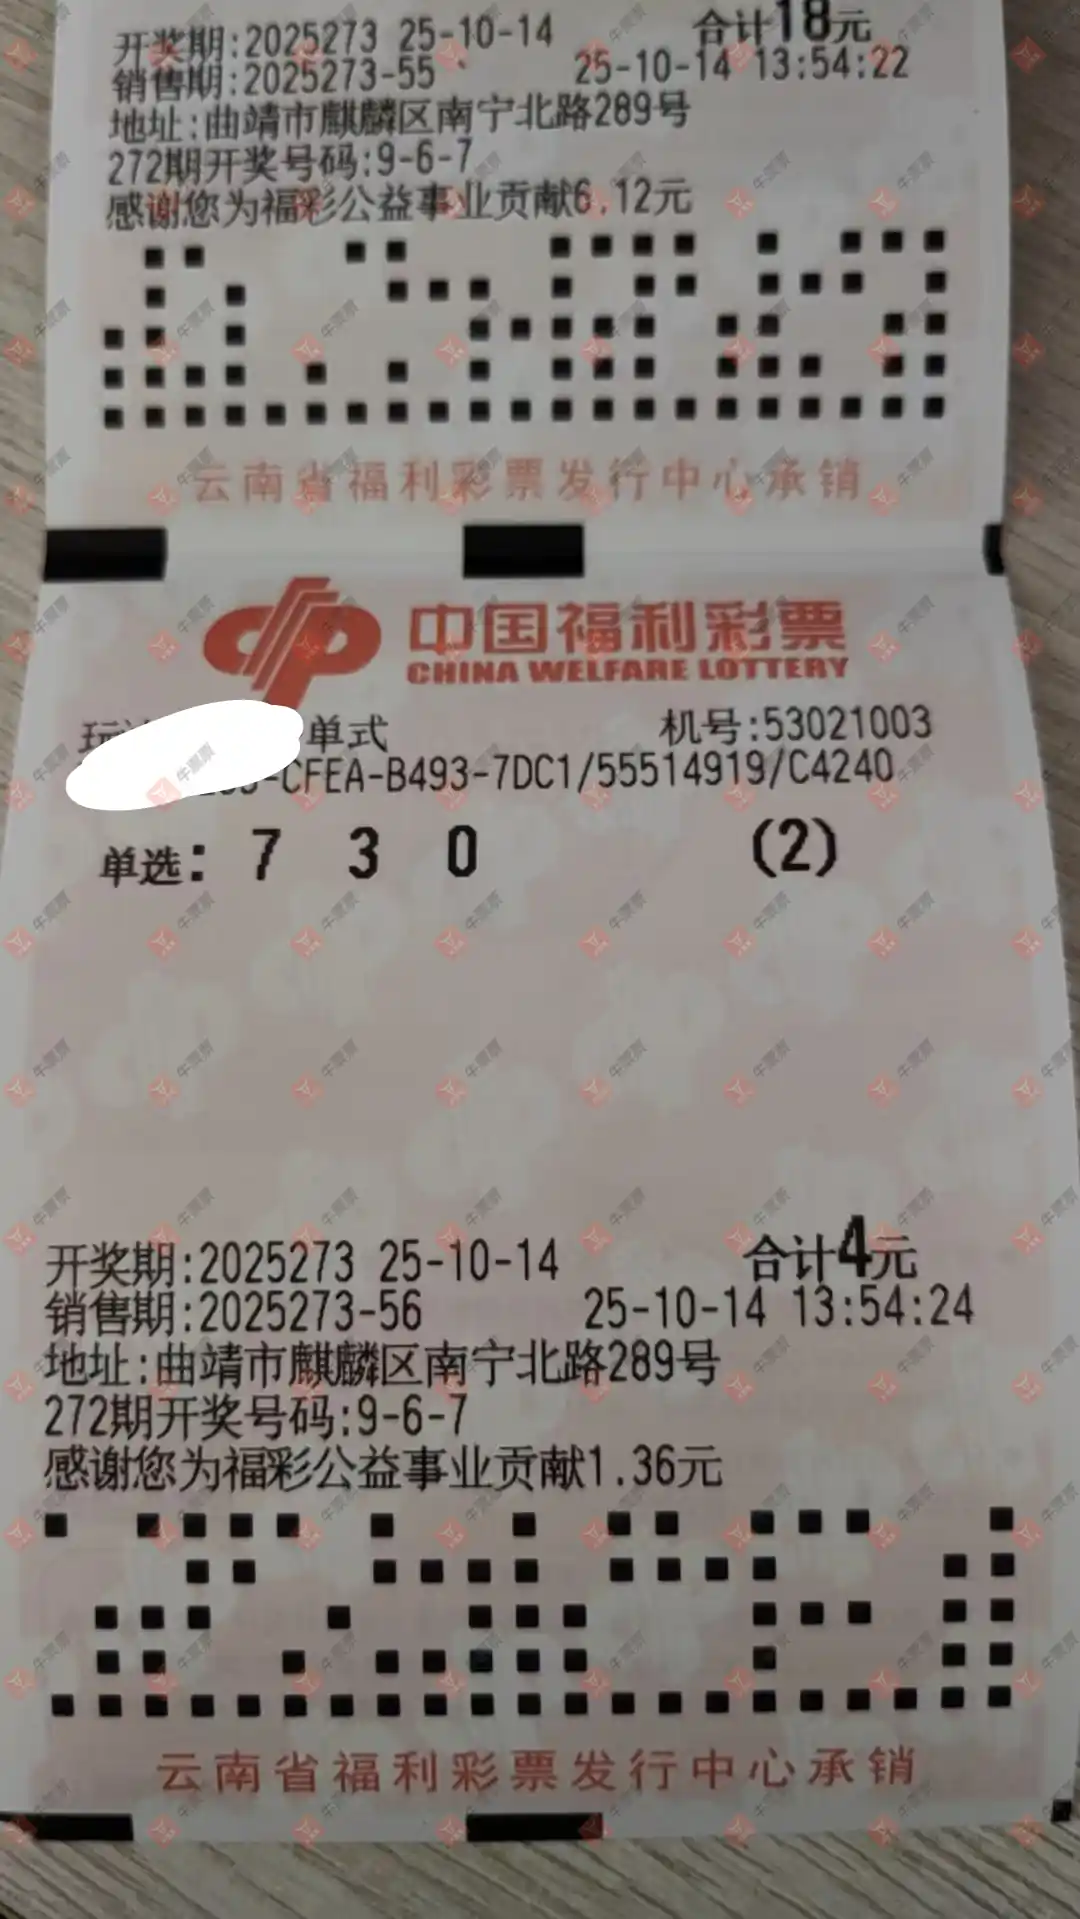 开奖期:2025273 25-10-14 合计18元
销售期:2025273-55 25-10-14 13:54:22
地址:曲靖市麒麟区南宁北路289号
272期开奖号码:9-6-7
感谢您为福彩公益事业贡献6.12元
云南省福利彩票发行中心承销
中国福利彩票
CHINA WELFARE LOTTERY
单式 机号:53021003
-CFEA-B493-7DC1/55514919/C4240
单选: 7 3 0 (2)
开奖期:2025273 25-10-14 合计4元
销售期:2025273-56 25-10-14 13:54:24
地址:曲靖市麒麟区南宁北路289号
272期开奖号码:9-6-7
感谢您为福彩公益事业贡献1.36元
云南省福利彩票发行中心承销